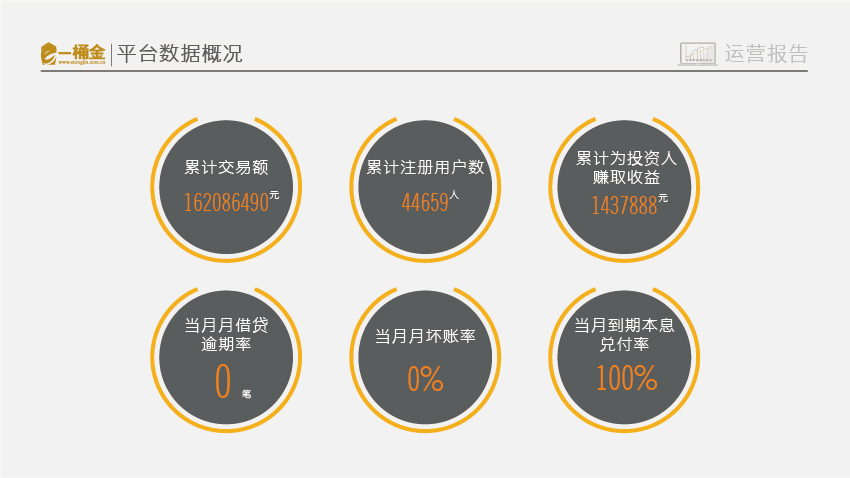 一桶金
www.etongjin.com.cn
平台数据概况
运营报告
累计交易额
162086490元
累计注册用户数
44659人
累计为投资人
赚取收益
1437888元
当月月借贷
逾期率
0 笔
当月月坏账率
0%
当月到期本息
兑付率
100%